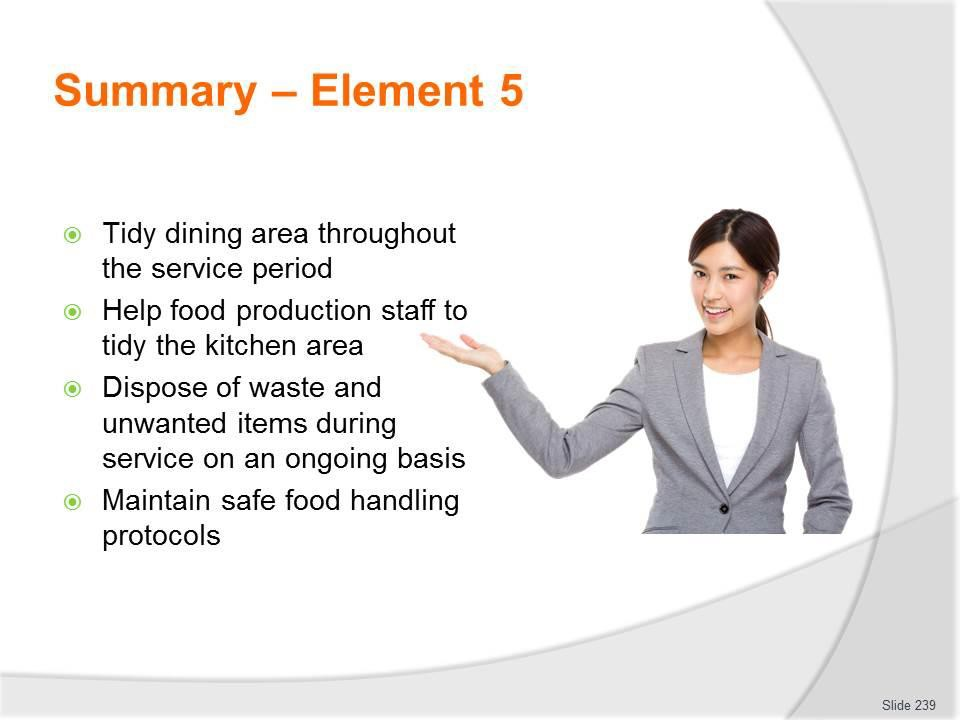 Summary – Element 5
Tidy dining area throughout
the service period
Help food production staff to
tidy the kitchen area
Dispose of waste and
unwanted items during
service on an ongoing basis
Maintain safe food handling
protocols
Slide 239